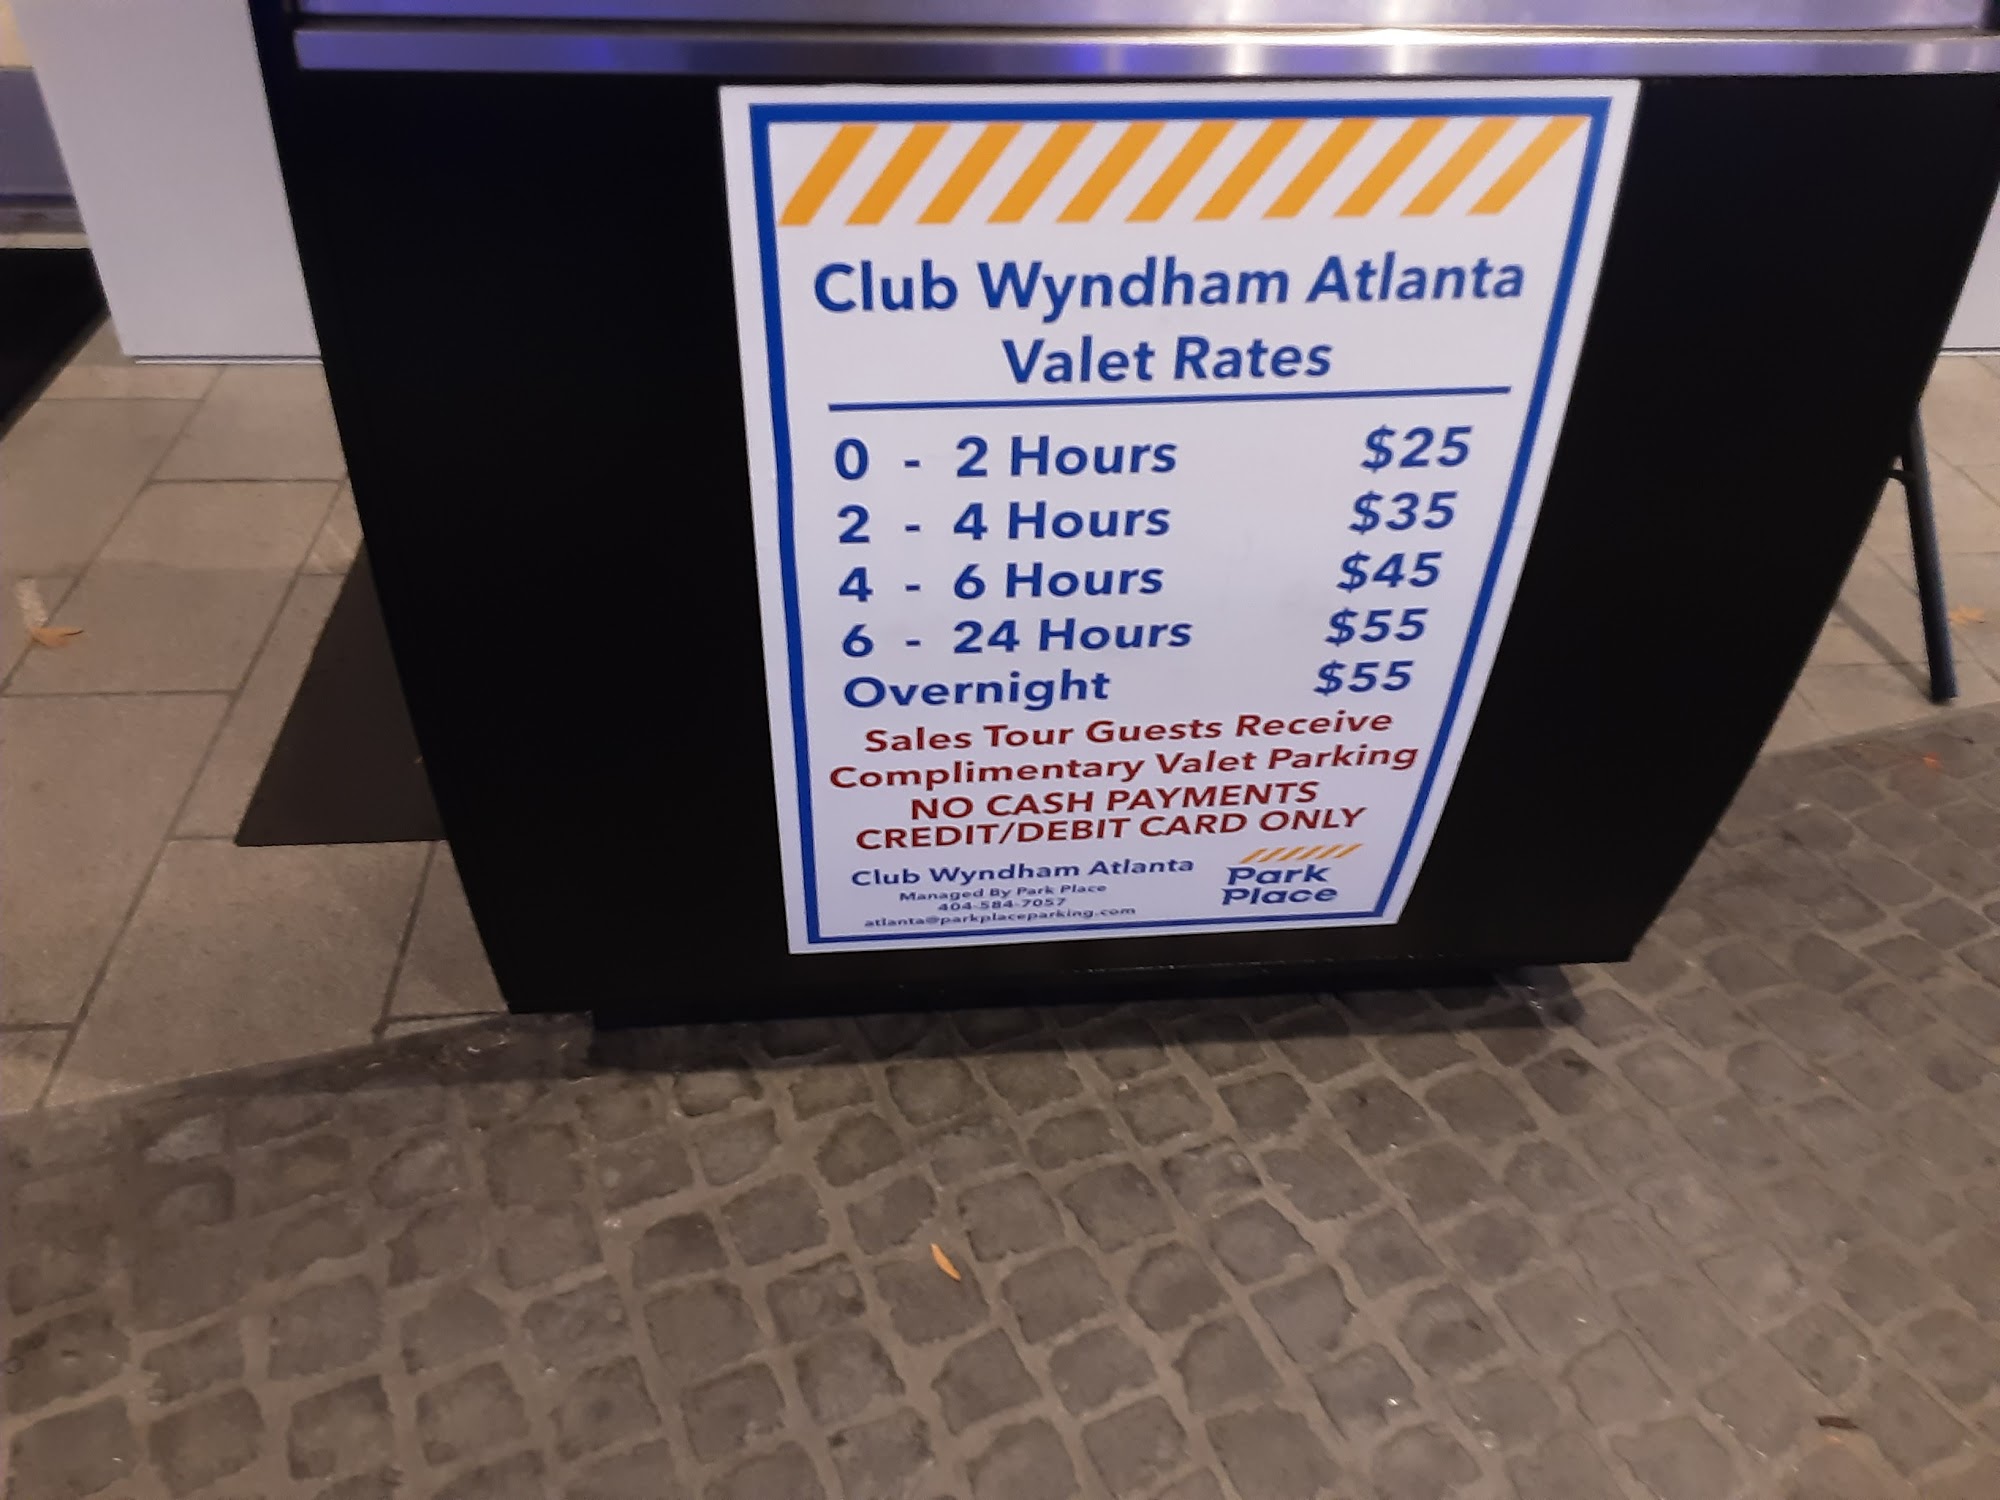 Club Wyndham Atlanta
Valet Rates
0 - 2 Hours $25
2 - 4 Hours $35
4 - 6 Hours $45
6 - 24 Hours $55
Overnight $55
Sales Tour Guests Receive
Complimentary Valet Parking
NO CASH PAYMENTS
CREDIT/DEBIT CARD ONLY
Club Wyndham Atlanta
Managed By Park Place
404-584-7057
atlanta@parkplaceparking.com
Park
Place